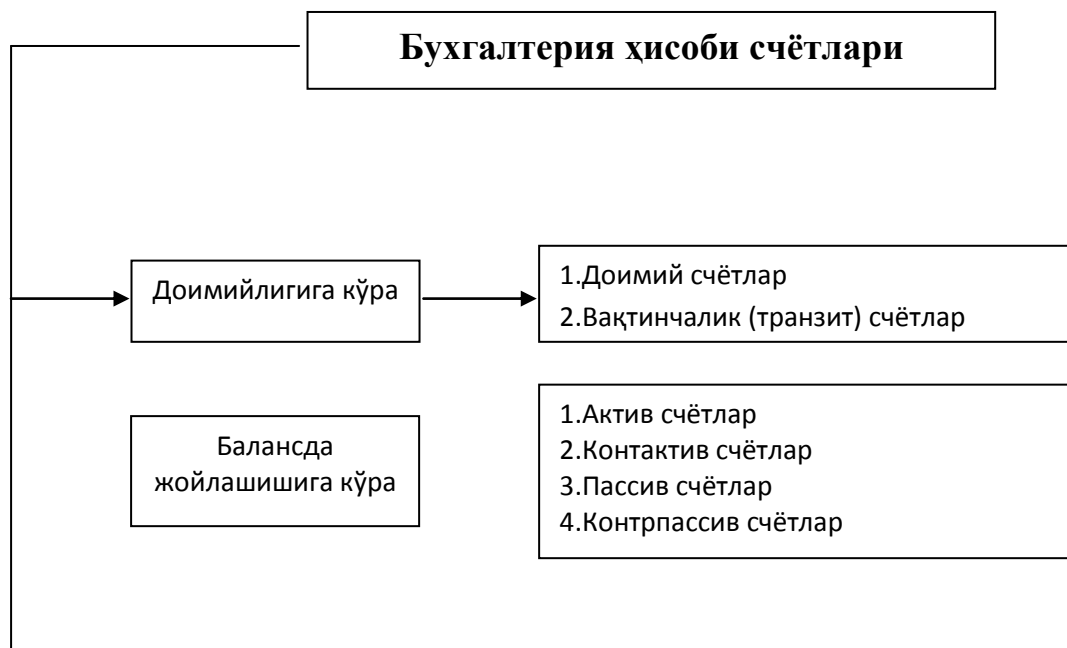 Бухгалтерия ҳисоби счётлари
Доимийлигига кўра
1.Доимий счётлар
2.Вақтинчалик (транзит) счётлар
Балансда
жойлашишига кўра
1.Актив счётлар
2.Контактив счётлар
3.Пассив счётлар
4.Контрпассив счётлар